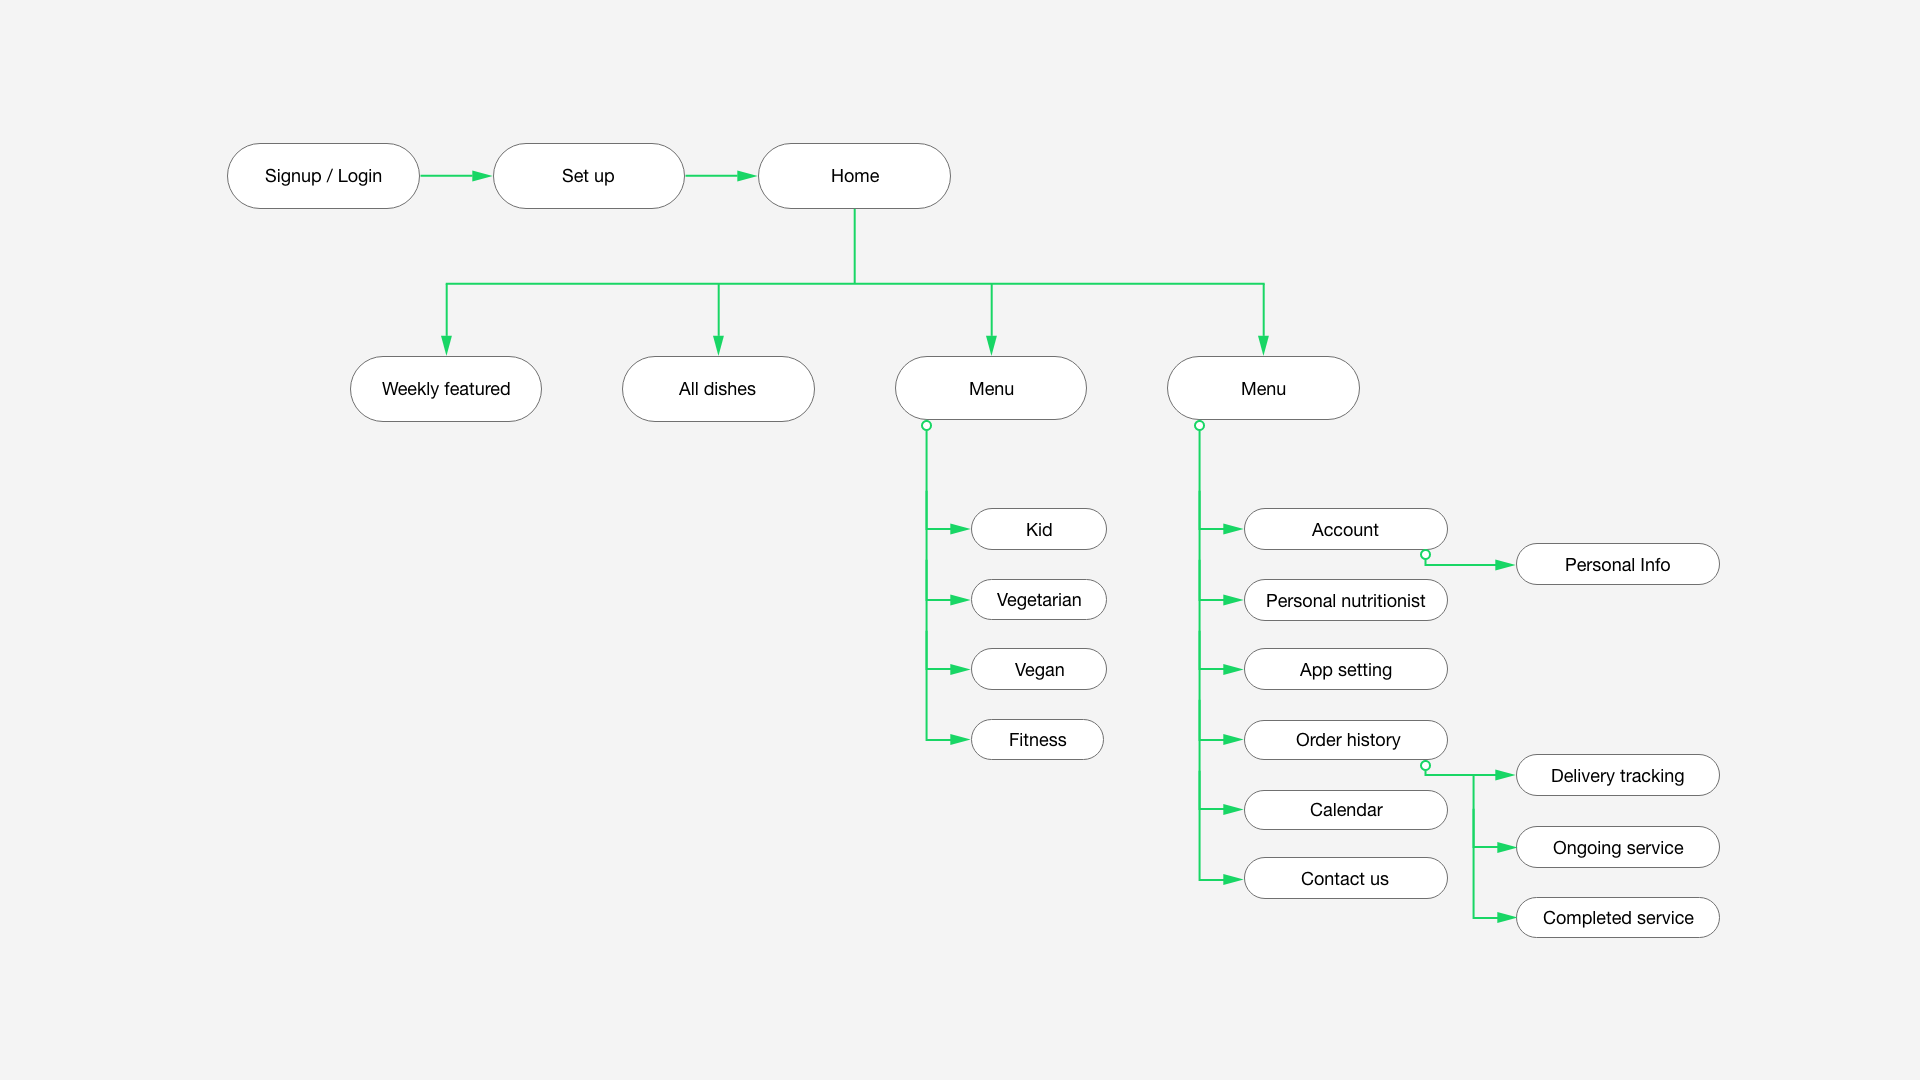 Signup / Login
Set up
Home
Weekly featured
All dishes
Menu
Menu
Kid
Vegetarian
Vegan
Fitness
Account
Personal Info
Personal nutritionist
App setting
Order history
Delivery tracking
Calendar
Ongoing service
Contact us
Completed service